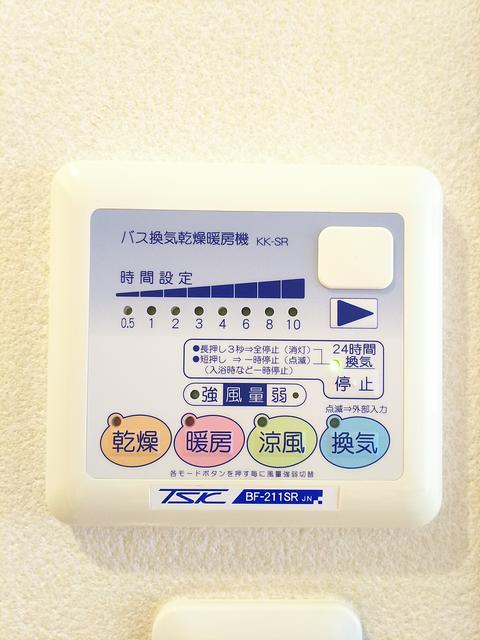 バス換気乾燥暖房機 KK-SR
時間設定
0.5 1 2 3 4 6 8 10
●長押し3秒⇒全停止（消灯）
●短押し ⇒ 一時停止（点滅）
（入浴時など一時停止）
24時間
換気
停止
強 風量 弱
点滅⇒外部入力
乾燥 暖房 涼風 換気
各モードボタンを押す毎に風量強弱切替
TSK BF-211SR JN